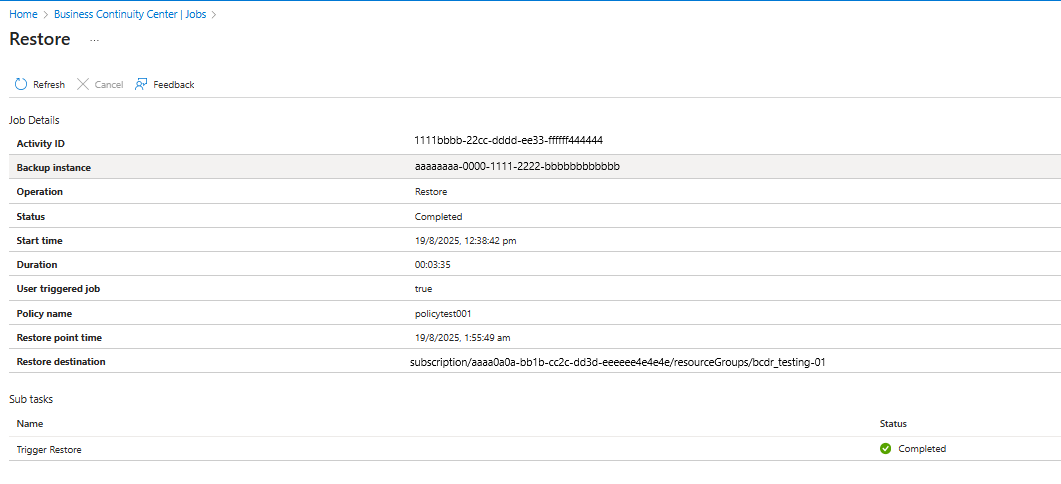 Home > Business Continuity Center | Jobs >
Restore ...
Refresh Cancel Feedback
Job Details
Activity ID 1111bbbb-22cc-dddd-ee33-ffffff444444
Backup instance aaaaaaaa-0000-1111-2222-bbbbbbbbbbbb
Operation Restore
Status Completed
Start time 19/8/2025, 12:38:42 pm
Duration 00:03:35
User triggered job true
Policy name policytest001
Restore point time 19/8/2025, 1:55:49 am
Restore destination subscription/aaaa0a0a-bb1b-cc2c-dd3d-eeeeee4e4e4e/resourceGroups/bcdr_testing-01
Sub tasks
Name Status
Trigger Restore Completed